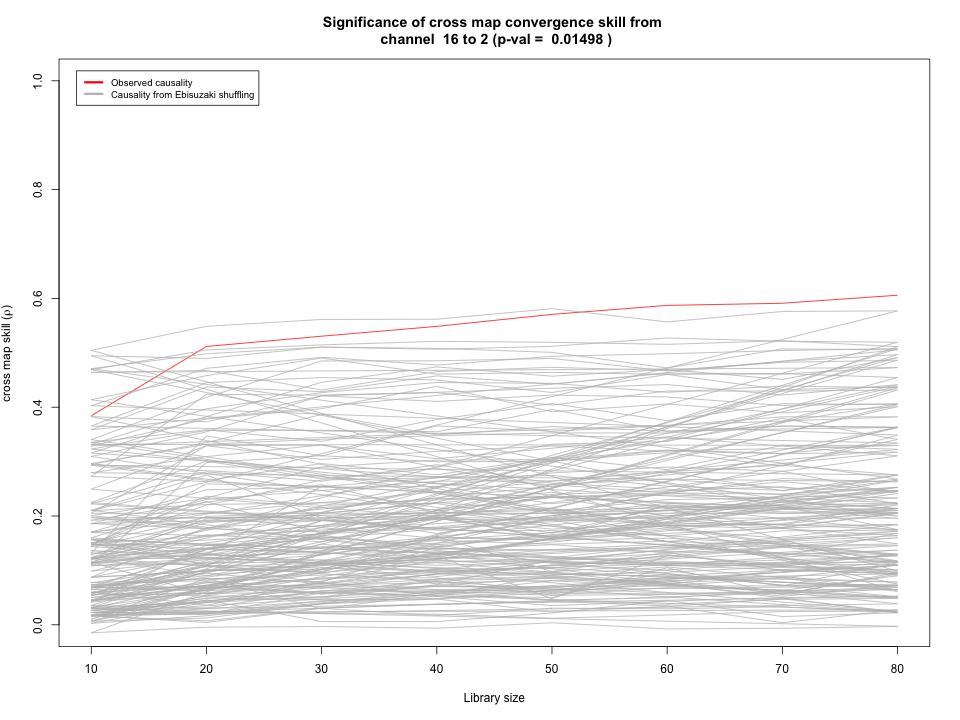 Significance of cross map convergence skill from
channel  16 to 2 (p-val =  0.01498 )
Observed causality
Causality from Ebisuzaki shuffling
cross map skill (ρ)
1.0
0.8
0.6
0.4
0.2
0.0
10 20 30 40 50 60 70 80
Library size